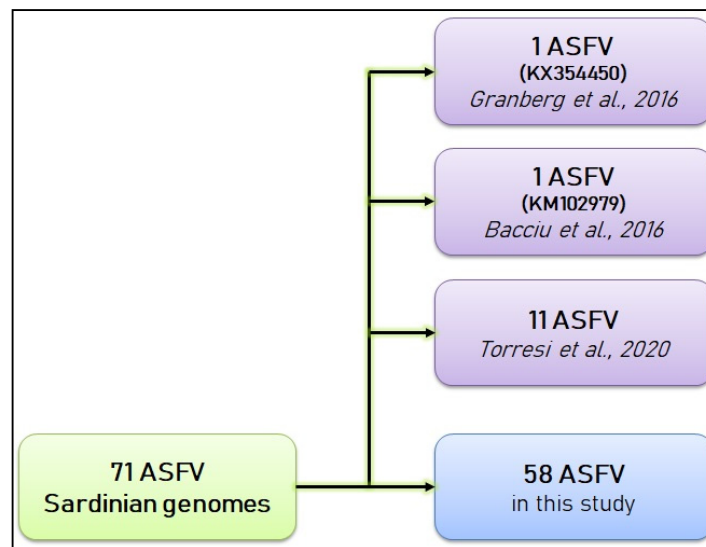 1 ASFV
(KX354450)
Granberg et al., 2016
1 ASFV
(KM102979)
Bacciu et al., 2016
11 ASFV
Torresi et al., 2020
71 ASFV
Sardinian genomes
58 ASFV
in this study